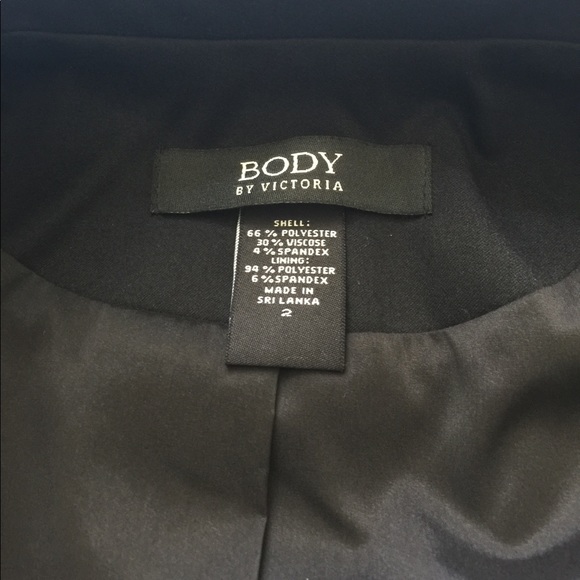 BODY
BY VICTORIA
SHELL:
66 % POLYESTER
30 % VISCOSE
4 % SPANDEX
LINING:
94 % POLYESTER
6 % SPANDEX
MADE IN
SRI LANKA
2